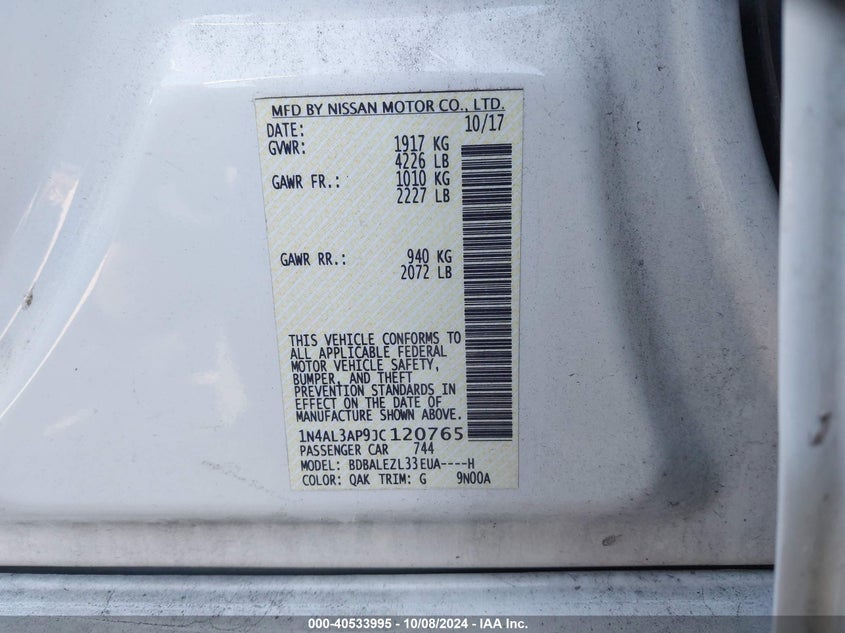 MFD BY NISSAN MOTOR CO., LTD.
DATE: 10/17
GVWR: 1917 KG
4226 LB
GAWR FR.: 1010 KG
2227 LB
GAWR RR.: 940 KG
2072 LB
THIS VEHICLE CONFORMS TO
ALL APPLICABLE FEDERAL
MOTOR VEHICLE SAFETY,
BUMPER, AND THEFT
PREVENTION STANDARDS IN
EFFECT ON THE DATE OF
MANUFACTURE SHOWN ABOVE.
1N4AL3AP9JC120765
PASSENGER CAR 744
MODEL: BDBALEZL33EUA----H
COLOR: QAK TRIM: G 9N00A
000-40533995 - 10/08/2024 - IAA Inc.